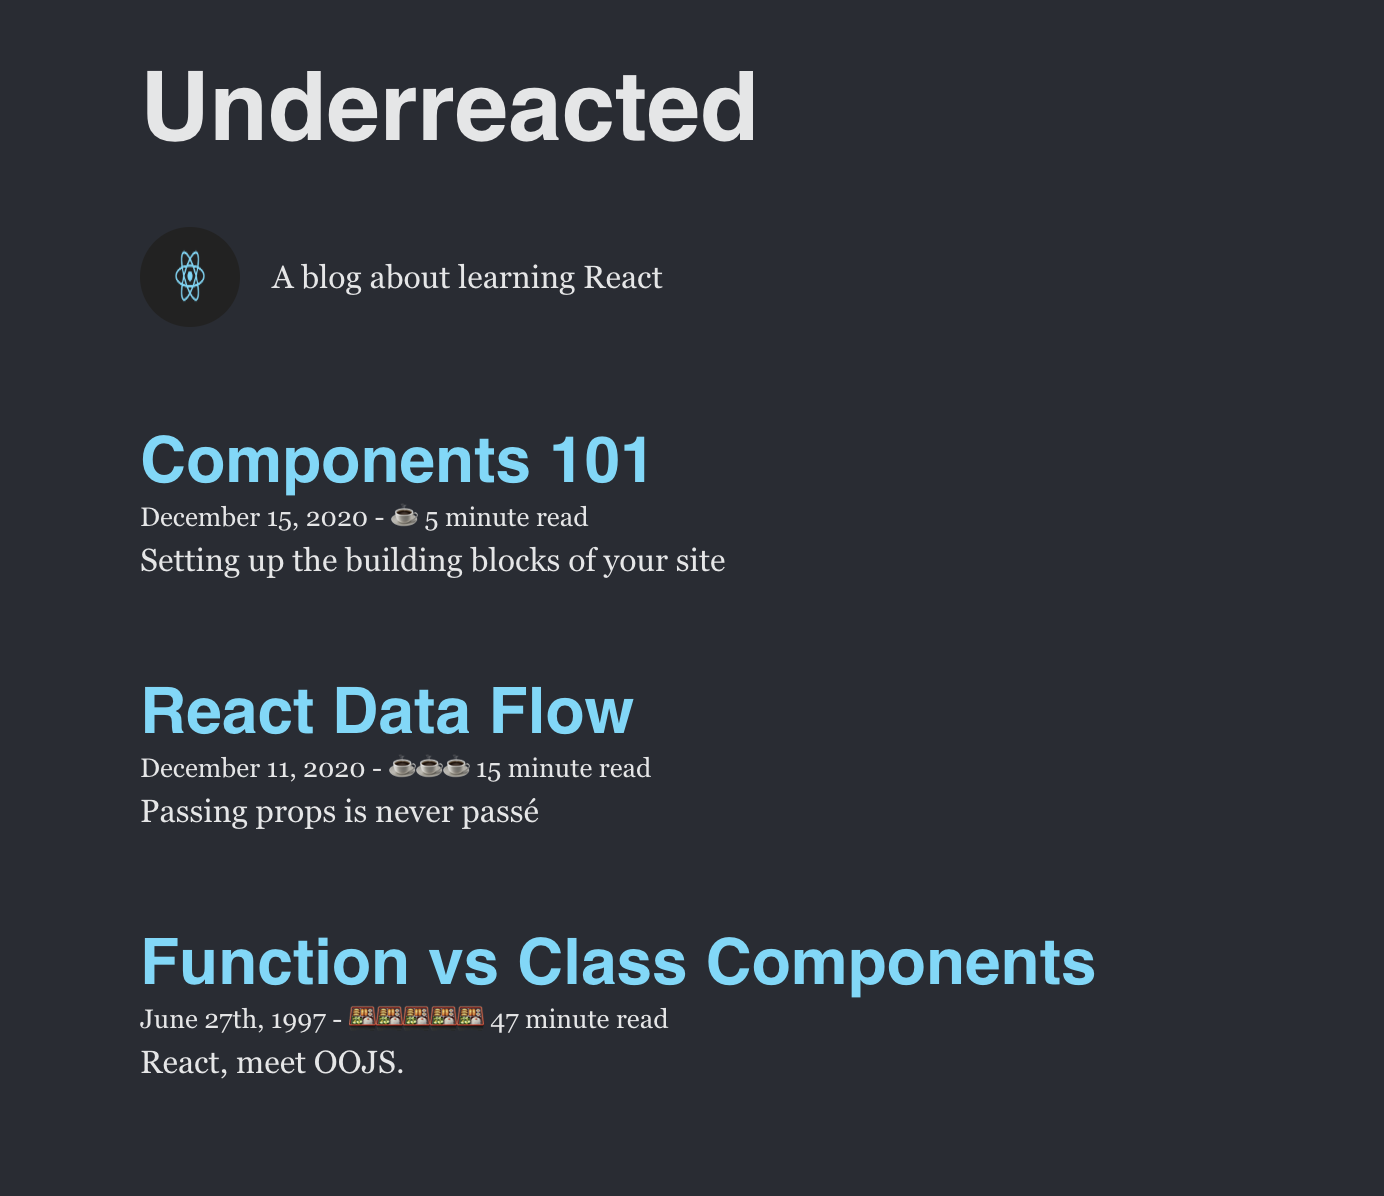 Underreacted
A blog about learning React
Components 101
December 15, 2020 - ☕ 5 minute read
Setting up the building blocks of your site
React Data Flow
December 11, 2020 - ☕☕☕ 15 minute read
Passing props is never passé
Function vs Class Components
June 27th, 1997 - 🍱🍱🍱🍱🍱 47 minute read
React, meet OOJS.